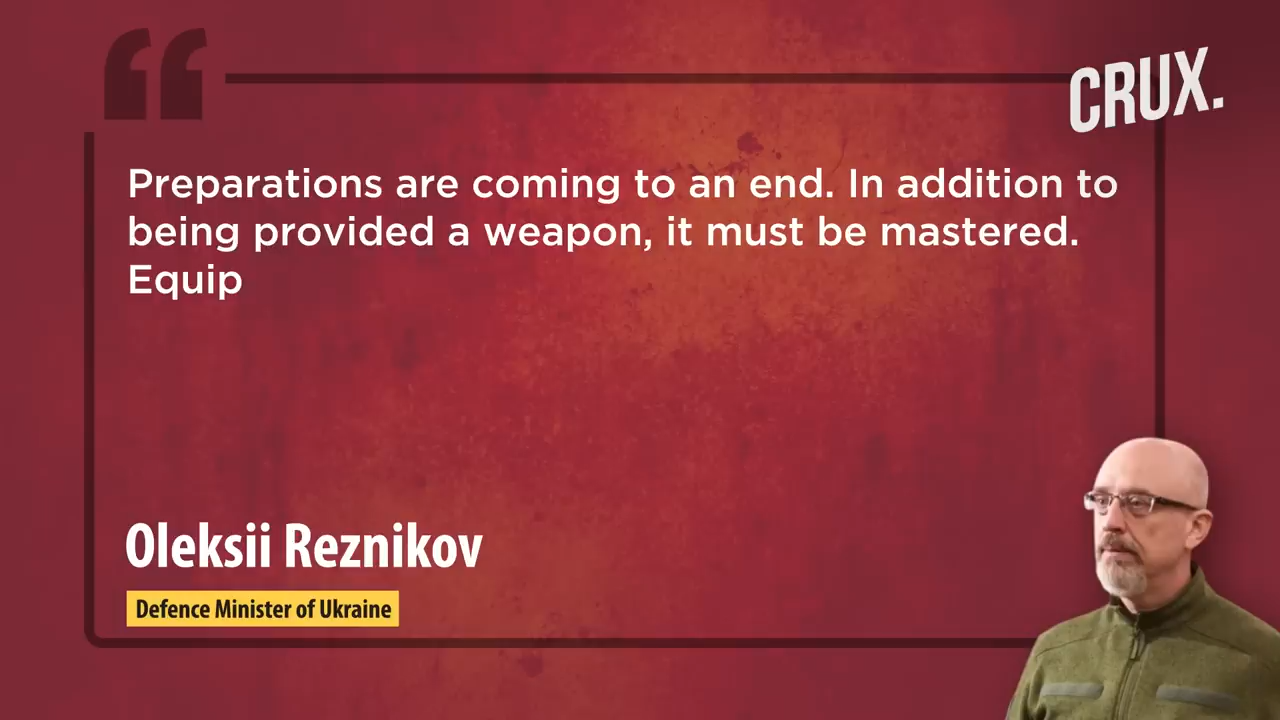 CRUX.
Preparations are coming to an end. In addition to
being provided a weapon, it must be mastered.
Equip
Oleksii Reznikov
Defence Minister of Ukraine